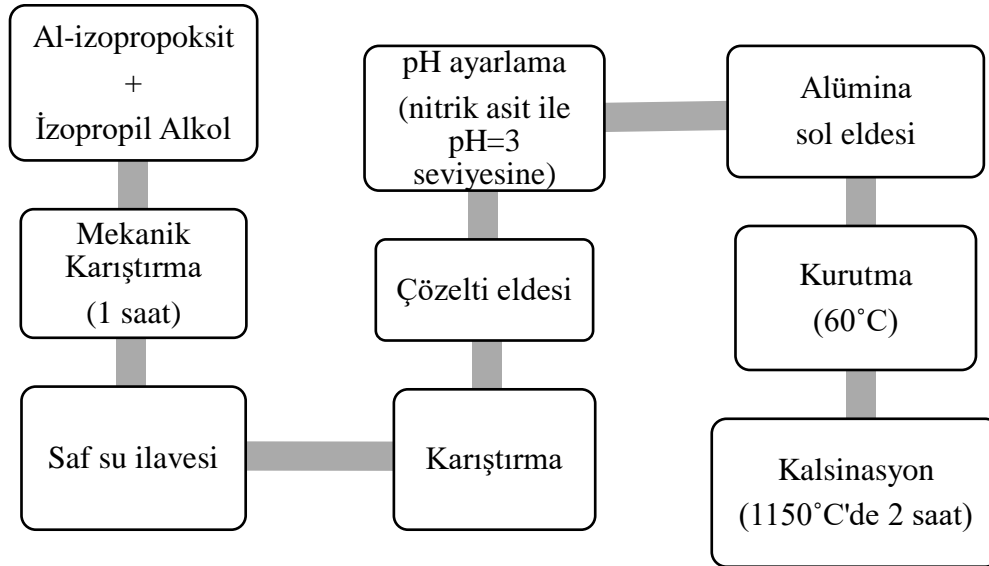 Al-izopropoksit
+
İzopropil Alkol
Mekanik
Karıştırma
(1 saat)
Saf su ilavesi
Karıştırma
Çözelti eldesi
pH ayarlama
(nitrik asit ile
pH=3
seviyesine)
Alümina
sol eldesi
Kurutma
(60˚C)
Kalsinasyon
(1150˚C'de 2 saat)